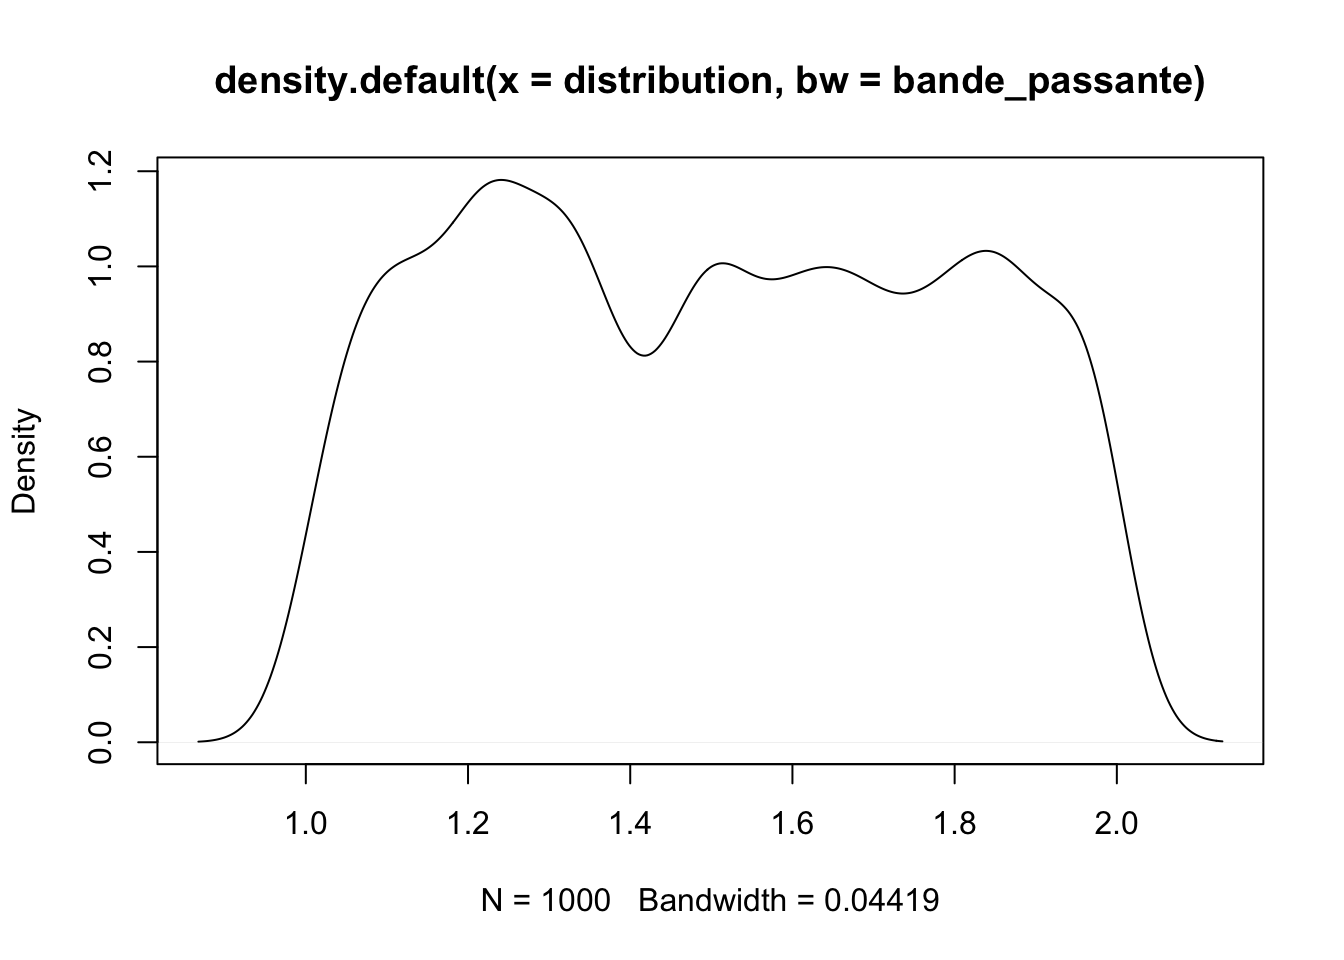 density.default(x = distribution, bw = bande_passante)
1.2
1.0
0.8
0.6
0.4
0.2
0.0
Density
1.0 1.2 1.4 1.6 1.8 2.0
N = 1000 Bandwidth = 0.04419